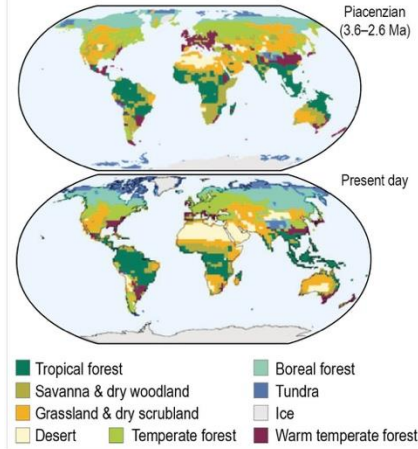 Piacenzian
(3.6–2.6 Ma)
Present day
Tropical forest
Boreal forest
Savanna & dry woodland
Tundra
Grassland & dry scrubland
Ice
Desert
Temperate forest
Warm temperate forest